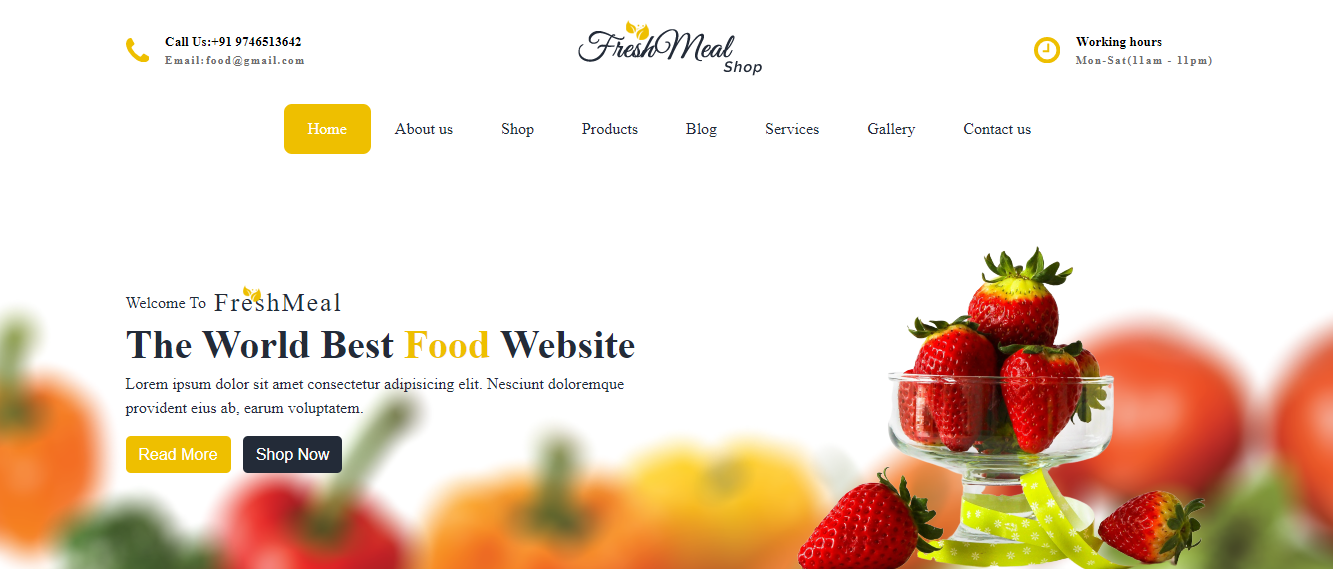 Call Us:+91 9746513642
Email:food@gmail.com
FreshMeal
Shop
Working hours
Mon-Sat(11am - 11pm)
Home About us Shop Products Blog Services Gallery Contact us
Welcome To FreshMeal
The World Best Food Website
Lorem ipsum dolor sit amet consectetur adipisicing elit. Nesciunt doloremque
provident eius ab, earum voluptatem.
Read More Shop Now